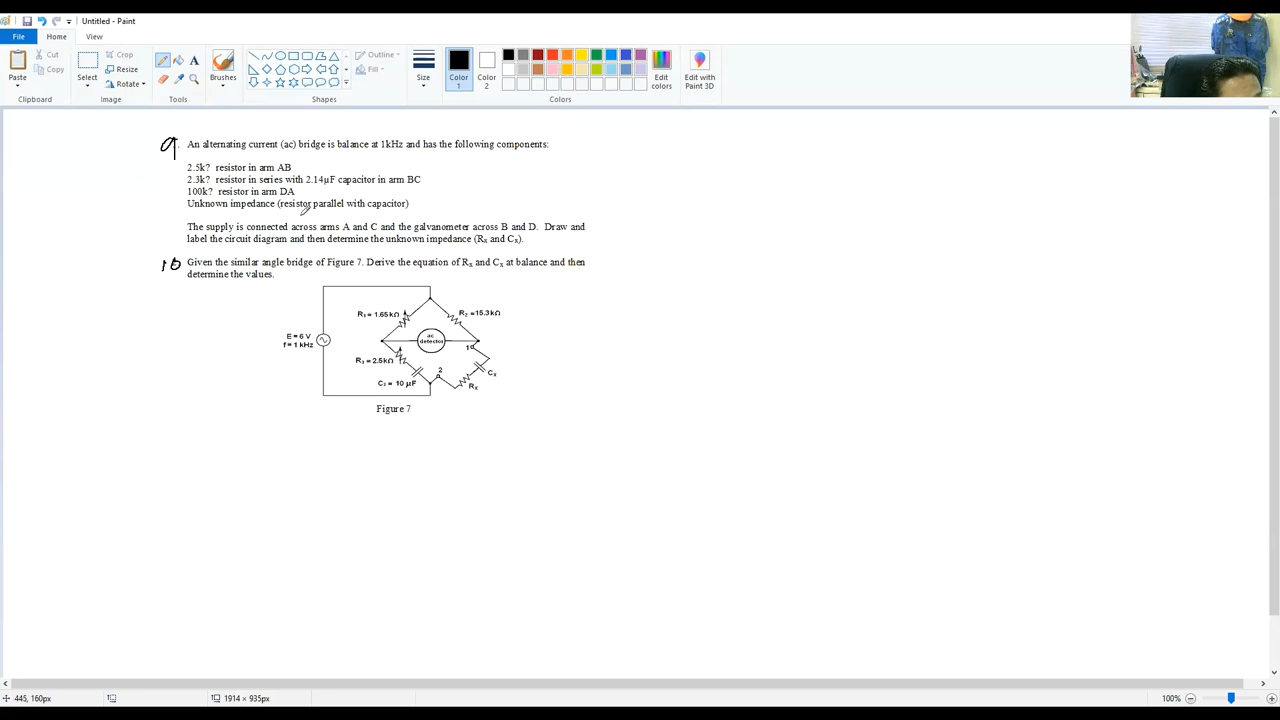 Untitled - Paint
File Home View
Paste
Cut
Copy
Clipboard
Select
Crop
Resize
Rotate
Image
Tools
Brushes
Shapes
Outline
Fill
Size
Color 1
Color 2
Edit colors
Colors
Edit with Paint 3D
9 An alternating current (ac) bridge is balance at 1kHz and has the following components:
2.5k? resistor in arm AB
2.3k? resistor in series with 2.14µF capacitor in arm BC
100k? resistor in arm DA
Unknown impedance (resistor parallel with capacitor)
The supply is connected across arms A and C and the galvanometer across B and D. Draw and
label the circuit diagram and then determine the unknown impedance (Rx and Cx).
10 Given the similar angle bridge of Figure 7. Derive the equation of Rx and Cx at balance and then
determine the values.
R1 = 1.65kΩ
R2 =15.3kΩ
E = 6 V
f = 1 kHz
ac
detector
1
R3 = 2.5kΩ
2
Cx
C3 = 10 µF
Rx
Figure 7
445, 160px
1914 × 935px
100%